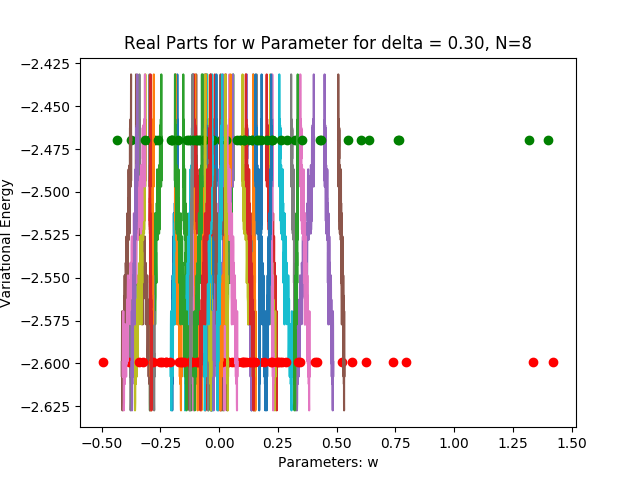 Real Parts for w Parameter for delta = 0.30, N=8
Variational Energy
−2.425
−2.450
−2.475
−2.500
−2.525
−2.550
−2.575
−2.600
−2.625
−0.50 −0.25 0.00 0.25 0.50 0.75 1.00 1.25 1.50
Parameters: w